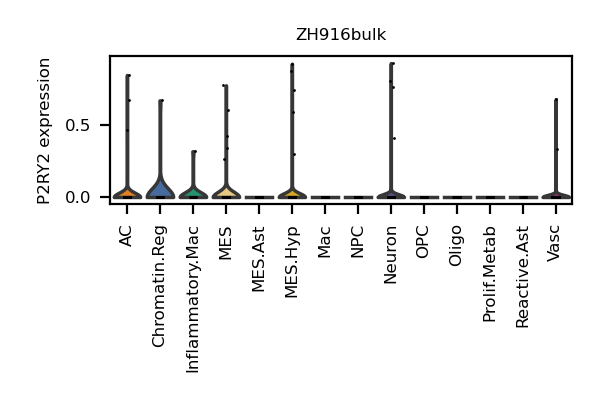 ZH916bulk
P2RY2 expression
0.5
0.0
AC
Chromatin.Reg
Inflammatory.Mac
MES
MES.Ast
MES.Hyp
Mac
NPC
Neuron
OPC
Oligo
Prolif.Metab
Reactive.Ast
Vasc